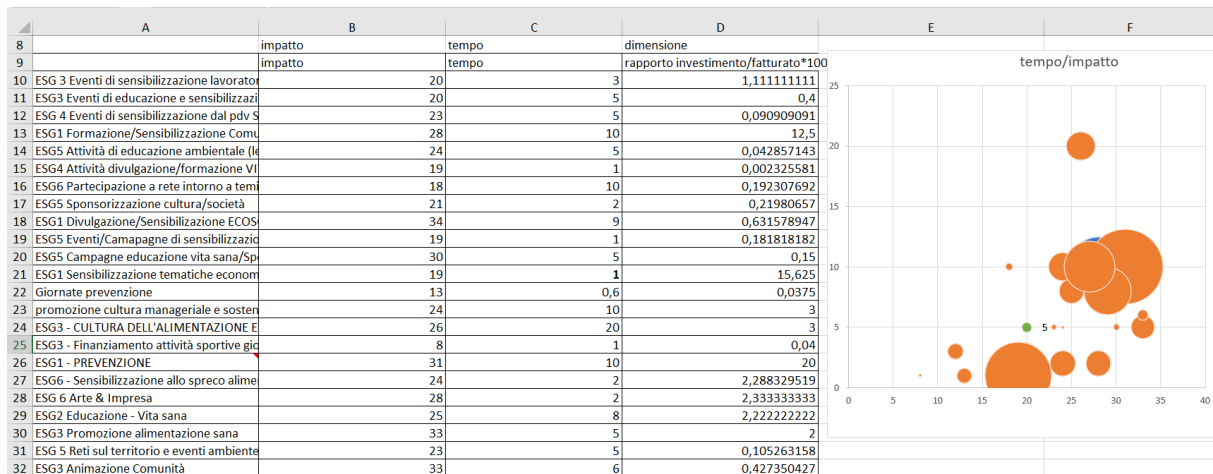 A B C D E F
8 impatto tempo dimensione
9 impatto tempo rapporto investimento/fatturato*100
10 ESG 3 Eventi di sensibilizzazione lavorator 20 3 1,111111111
11 ESG3 Eventi di educazione e sensibilizzazi 20 5 0,4
12 ESG 4 Eventi di sensibilizzazione dal pdv S 23 5 0,090909091
13 ESG1 Formazione/Sensibilizzazione Comu 28 10 12,5
14 ESG5 Attività di educazione ambientale (le 24 5 0,042857143
15 ESG4 Attività divulgazione/formazione VI 19 1 0,002325581
16 ESG6 Partecipazione a rete intorno a temi 18 10 0,192307692
17 ESG5 Sponsorizzazione cultura/società 21 2 0,21980657
18 ESG1 Divulgazione/Sensibilizazione ECOS 34 9 0,631578947
19 ESG5 Eventi/Camapagne di sensibilizzazio 19 1 0,181818182
20 ESG5 Campagne educazione vita sana/Sp 30 5 0,15
21 ESG1 Sensibilizzazione tematiche econom 19 1 15,625
22 Giornate prevenzione 13 0,6 0,0375
23 promozione cultura manageriale e sosten 24 10 3
24 ESG3 - CULTURA DELL'ALIMENTAZIONE E 26 20 3
25 ESG3 - Finanziamento attività sportive gio 8 1 0,04
26 ESG1 - PREVENZIONE 31 10 20
27 ESG6 - Sensibilizzazione allo spreco alime 24 2 2,288329519
28 ESG 6 Arte & Impresa 28 2 2,333333333
29 ESG2 Educazione - Vita sana 25 8 2,222222222
30 ESG3 Promozione alimentazione sana 33 5 2
31 ESG 5 Reti sul territorio e eventi ambiente 23 5 0,105263158
32 ESG3 Animazione Comunità 33 6 0,427350427
tempo/impatto
25
20
15
10
5
5
0
0 5 10 15 20 25 30 35 40